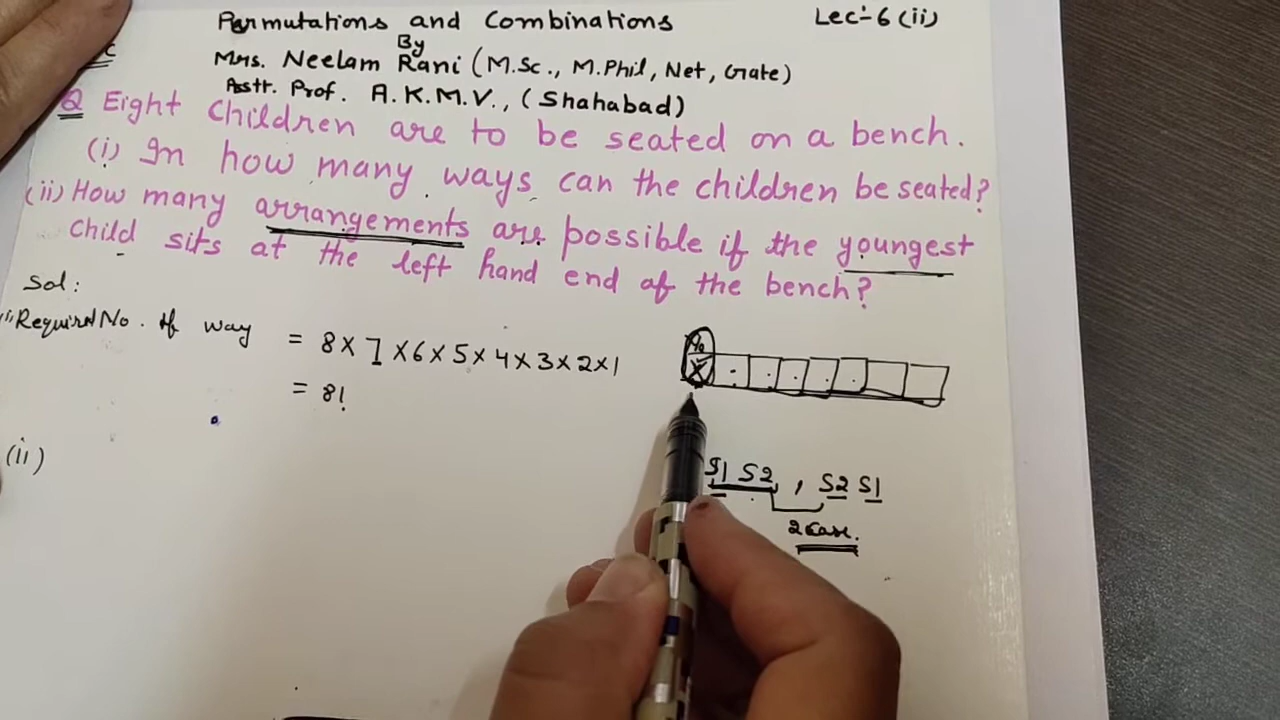 Permutations and Combinations
Lec-6 (ii)
By
Mrs. Neelam Rani (M.Sc., M.Phil, Net, Gate)
Asstt. Prof. A.K.M.V., (Shahabad)
Q Eight Children are to be seated on a bench.
(i) In how many ways can the children be seated?
(ii) How many arrangements are possible if the youngest
Child sits at the left hand end of the bench?
Sol:
Required No. of way = 8×7×6×5×4×3×2×1
= 8!
(ii)
S1 S2, S2 S1
2 Case.